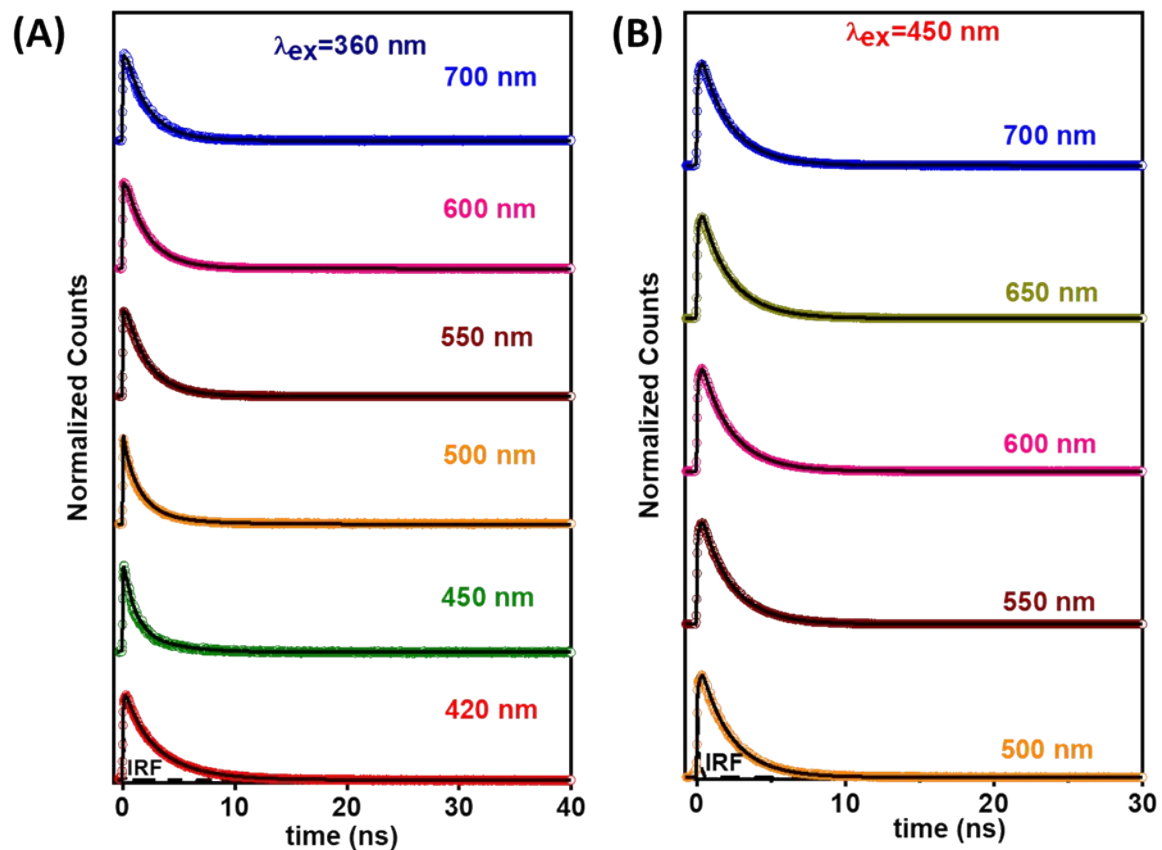 (A)
λex=360 nm
700 nm
600 nm
550 nm
500 nm
450 nm
420 nm
IRF
Normalized Counts
0 10 20 30 40
time (ns)
(B)
λex=450 nm
700 nm
650 nm
600 nm
550 nm
500 nm
IRF
Normalized Counts
0 10 20 30
time (ns)